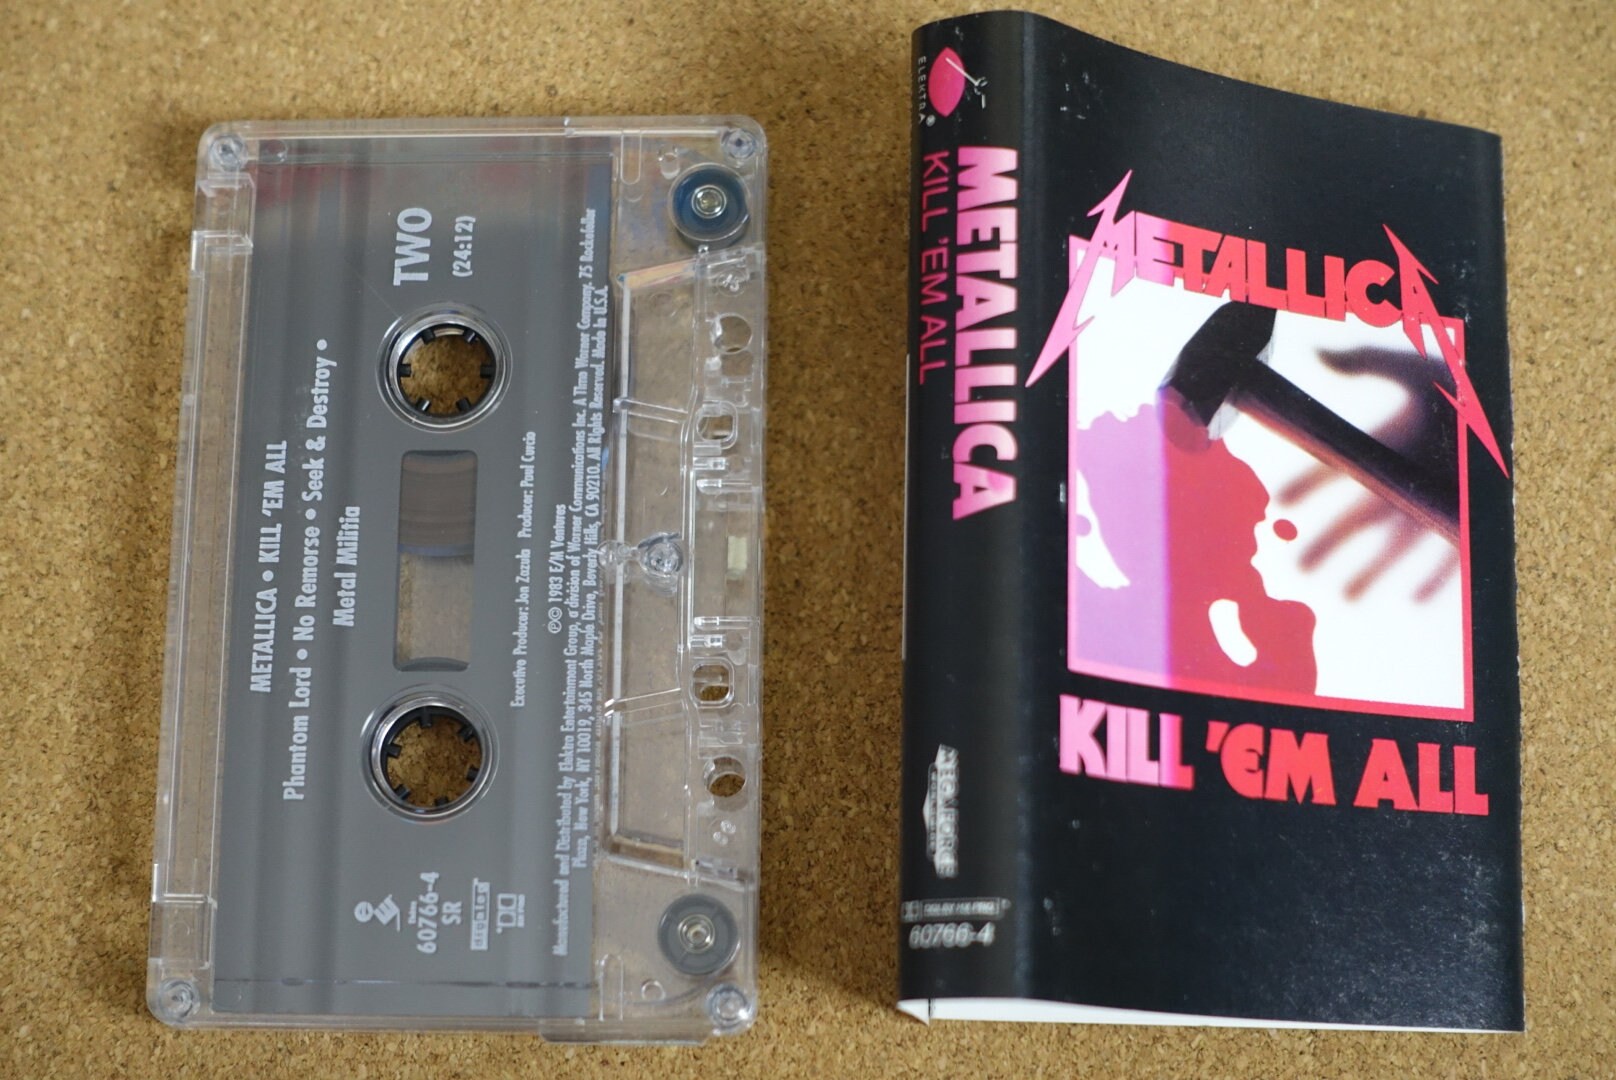 METALLICA • KILL 'EM ALL
Phantom Lord • No Remorse • Seek & Destroy •
Metal Militia
TWO
(24:12)
Elektra
60766-4
SR
Executive Producer: Jon Zazula Producer: Paul Curcio
℗© 1983 E/M Ventures
Manufactured and Distributed by Elektra Entertainment Group, a division of Warner Communications Inc. A Time Warner Company. 75 Rockefeller
Plaza, New York, NY 10019, 345 North Maple Drive, Beverly Hills, CA 90210. All Rights Reserved. Made in U.S.A.
ELEKTRA®
METALLICA
KILL 'EM ALL
MEGAFORCE
60766-4
METALLICA
KILL 'EM ALL